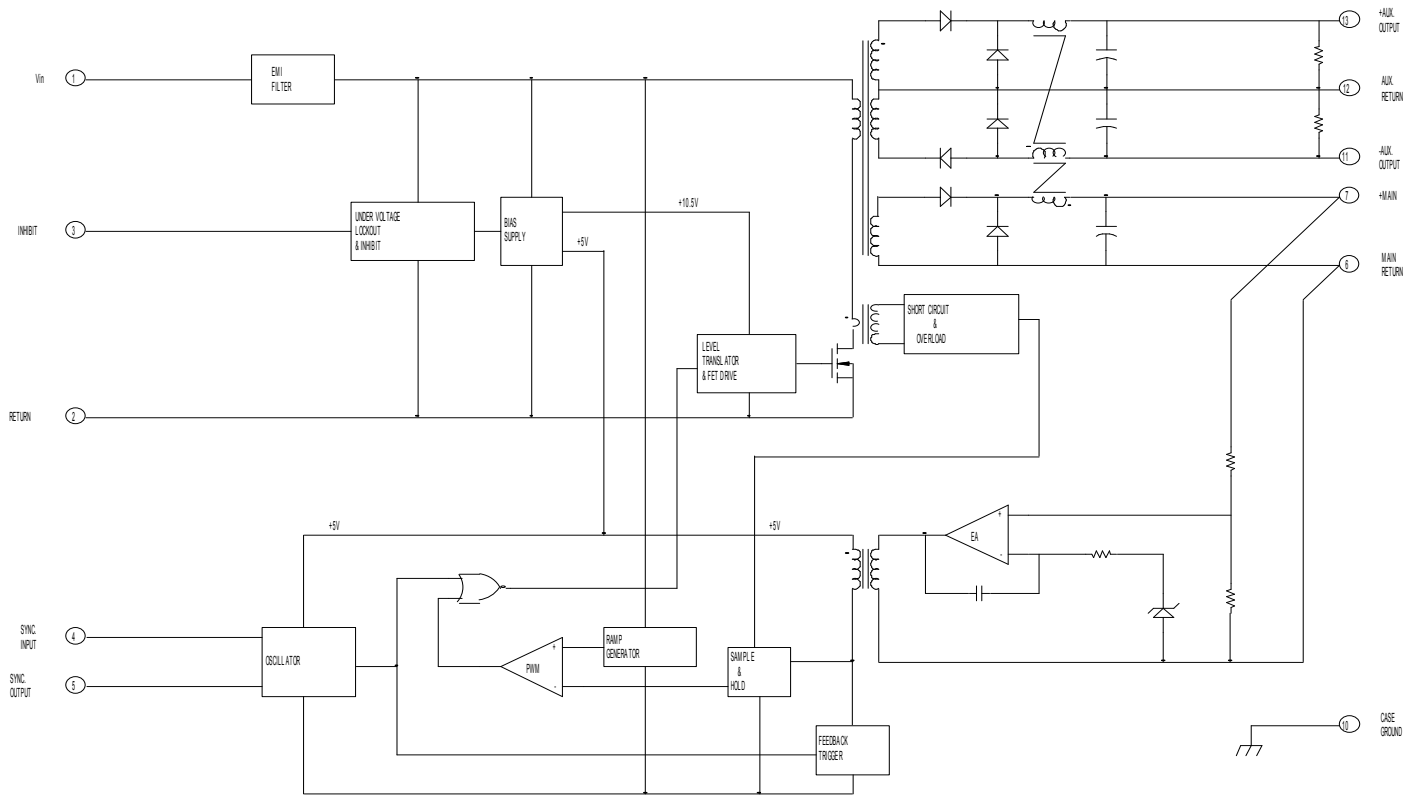 13
+AUX.
OUTPUT
EMI
FILTER
Vin
1
12
AUX.
RETURN
11
-AUX.
OUTPUT
7
+MAIN
UNDER VOLTAGE
LOCKOUT
& INHIBIT
BIAS
SUPPLY
+10.5V
+5V
INHIBIT
3
6
MAIN
RETURN
SHORT CIRCUIT
&
OVERLOAD
LEVEL
TRANSLATOR
& FET DRIVE
RETURN
2
+5V
+5V
+
EA
-
SYNC.
INPUT
4
OSCILLATOR
+
PWM
-
RAMP
GENERATOR
SAMPLE
&
HOLD
SYNC.
OUTPUT
5
FEEDBACK
TRIGGER
10
CASE
GROUND